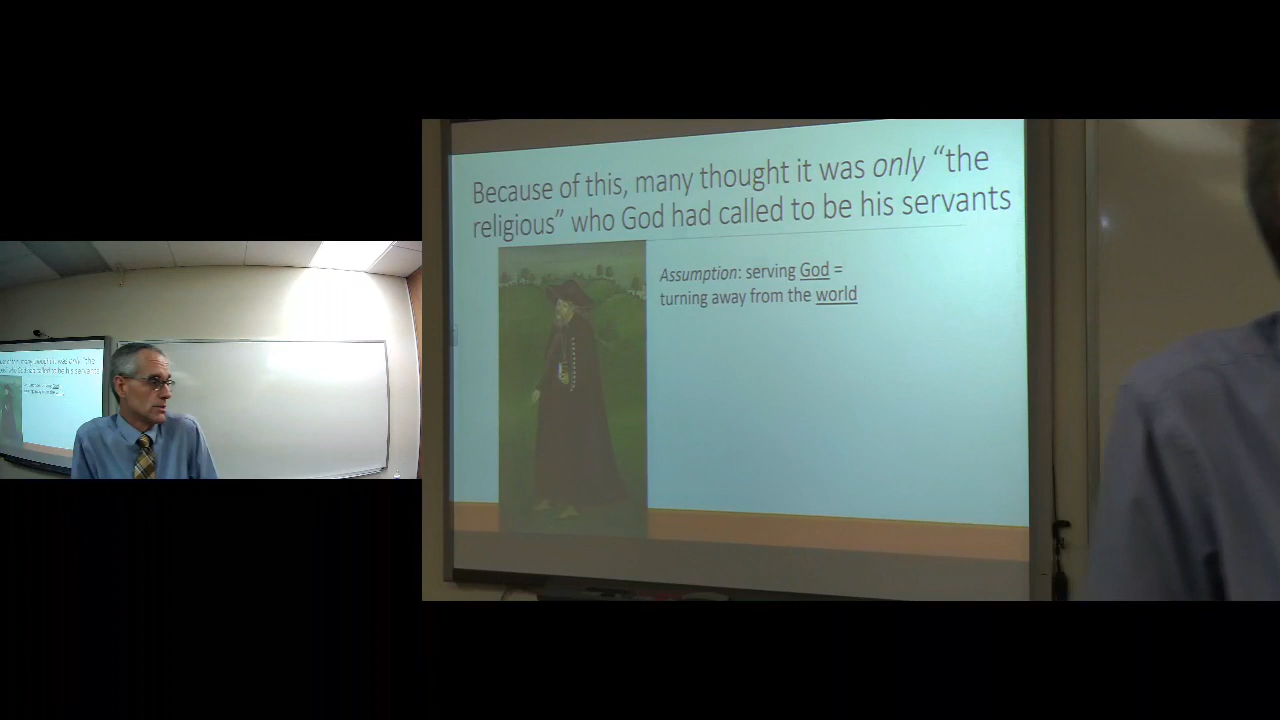 Because of this, many thought it was only “the
religious” who God had called to be his servants
Assumption: serving God =
turning away from the world